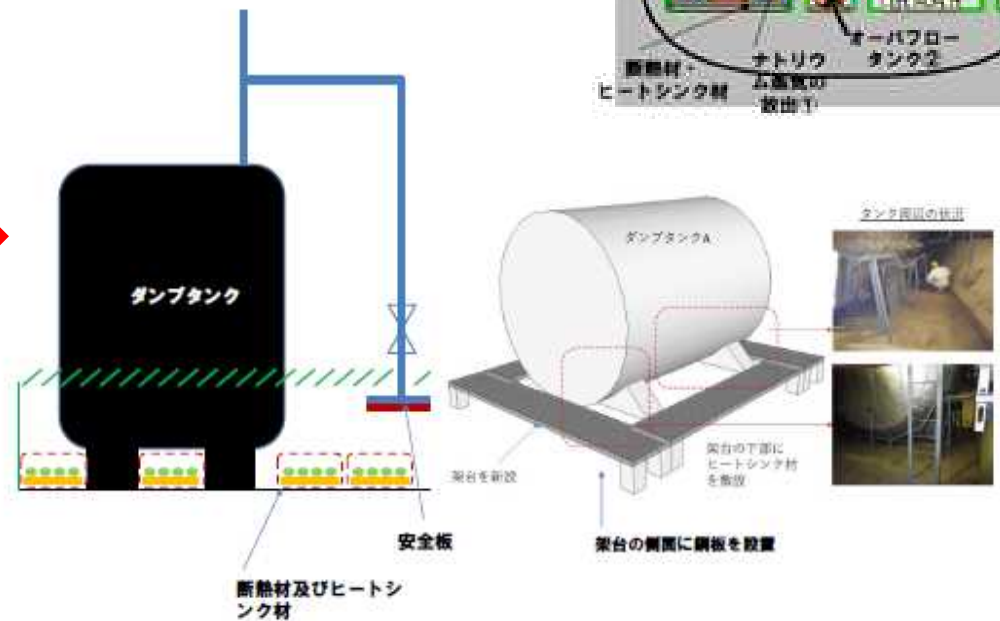 オーバフロー
タンク②
断熱材・
ヒートシンク材
ナトリウ
ム蒸気の
放出①
タンク周辺の状況
ダンプタンクA
ダンプタンク
架台を新設
架台の下部に
ヒートシンク材
を敷設
安全板
架台の側面に鋼板を設置
断熱材及びヒートシ
ンク材